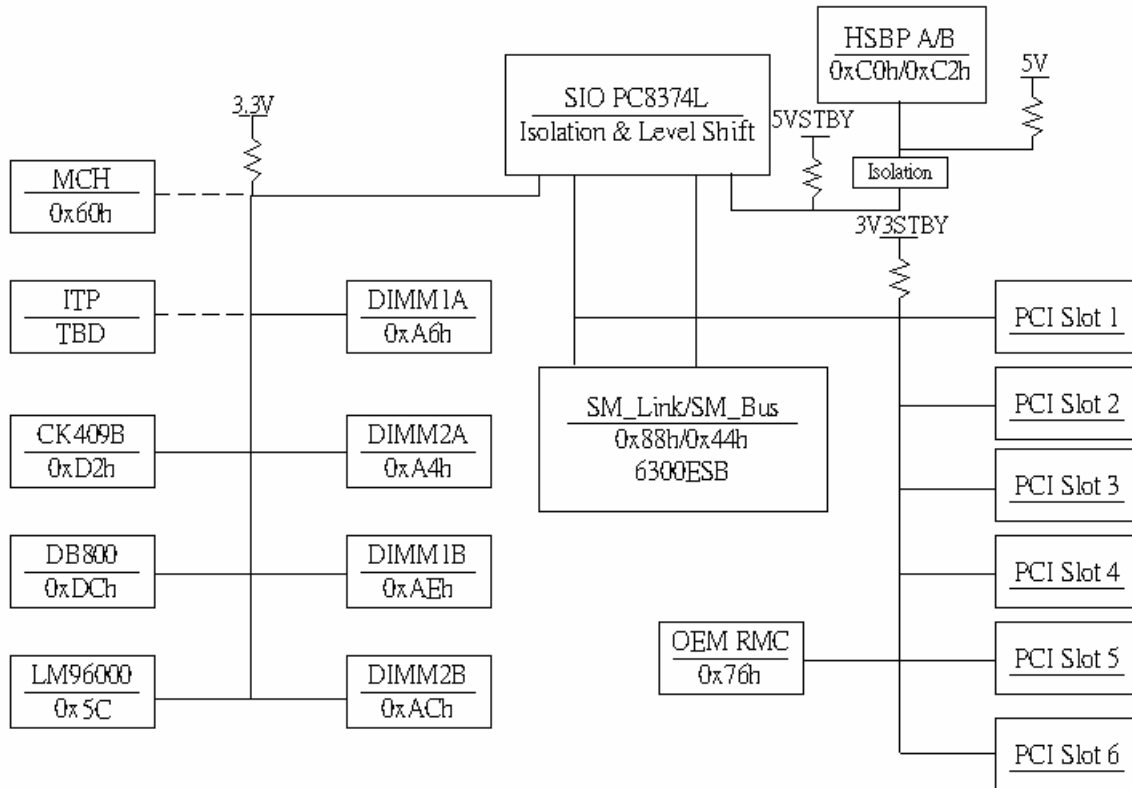 HSBP A/B
0xC0h/0xC2h
5V
SIO PC8374L
Isolation & Level Shift
3.3V
5VSTBY
Isolation
MCH
0x60h
3V3STBY
ITP
TBD
DIMM1A
0xA6h
PCI Slot 1
SM_Link/SM_Bus
0x88h/0x44h
6300ESB
PCI Slot 2
CK409B
0xD2h
DIMM2A
0xA4h
PCI Slot 3
DB800
0xDCh
DIMM1B
0xAEh
PCI Slot 4
OEM RMC
0x76h
PCI Slot 5
LM96000
0x5C
DIMM2B
0xACh
PCI Slot 6